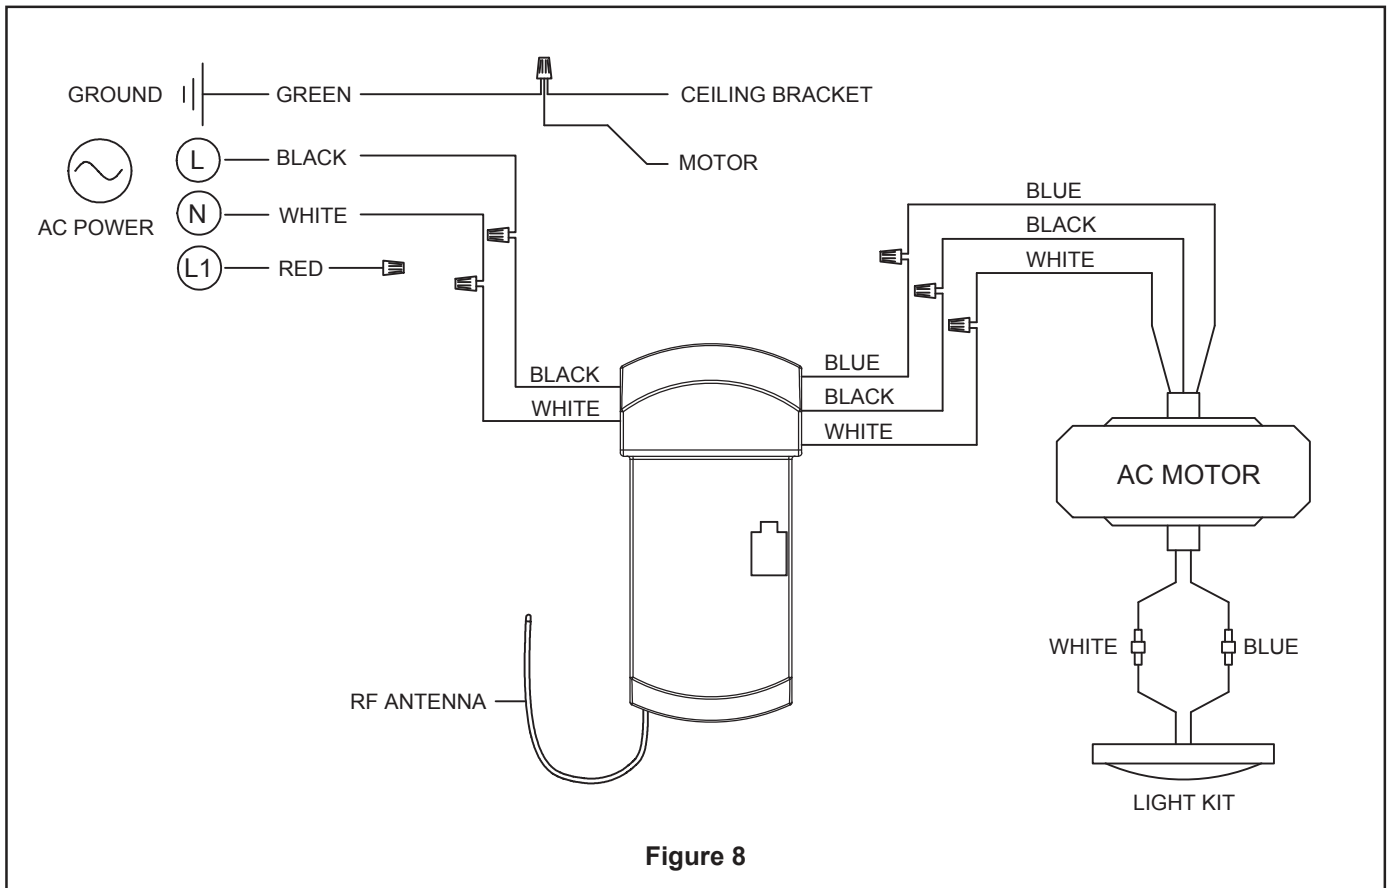 GROUND
GREEN
CEILING BRACKET
MOTOR
L
BLACK
AC POWER
N
WHITE
L1
RED
BLUE
BLACK
WHITE
BLACK
WHITE
BLUE
BLACK
WHITE
AC MOTOR
WHITE
BLUE
RF ANTENNA
LIGHT KIT
Figure 8